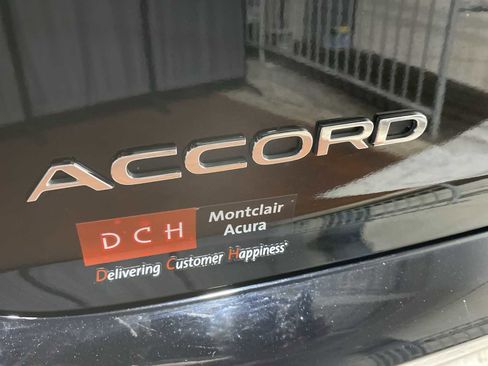 ACCORD
DCH
Montclair
Acura
Delivering Customer Happiness